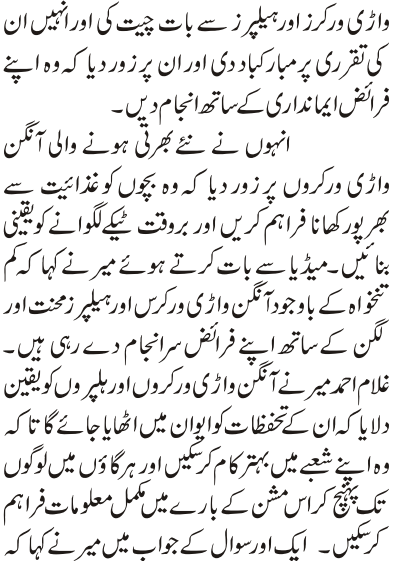 واڑی ورکرز اور ہیلپرز سے بات چیت کی اور انہیں ان
کی تقرری پر مبارکباد دی اور ان پر زور دیا کہ وہ اپنے
فرائض ایمانداری کے ساتھ انجام دیں۔
انہوں نے نئے بھرتی ہونے والی آنگن
واڑی ورکروں پر زور دیا کہ وہ بچوں کو غذائیت سے
بھرپور کھانا فراہم کریں اور بروقت ٹیکے لگوانے کو یقینی
بنائیں۔ میڈیا سے بات کرتے ہوئے میر نے کہا کہ کم
تنخواہ کے باوجود آنگن واڑی ورکرس اور ہیلپرز محنت اور
لگن کے ساتھ اپنے فرائض سرانجام دے رہی ہیں۔
غلام احمد میر نے آنگن واڑی ورکروں اور ہلپروں کو یقین
دلایا کہ ان کے تحفظات کو ایوان میں اٹھایا جائے گا تاکہ
وہ اپنے شعبے میں بہتر کام کرسکیں اور ہر گاؤں میں لوگوں
تک پہنچ کر اس مشن کے بارے میں مکمل معلومات فراہم
کرسکیں۔ ایک اور سوال کے جواب میں میر نے کہا کہ